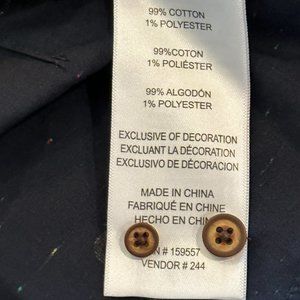 99% COTTON
1% POLYESTER
99%COTON
1% POLIÉSTER
99% ALGODÓN
1% POLYESTER
EXCLUSIVE OF DECORATION
EXCLUANT LA DÉCORATION
EXCLUSIVO DE DECORACIÓN
MADE IN CHINA
FABRIQUÉ EN CHINE
HECHO EN CHIN
N # 159557
VENDOR # 244